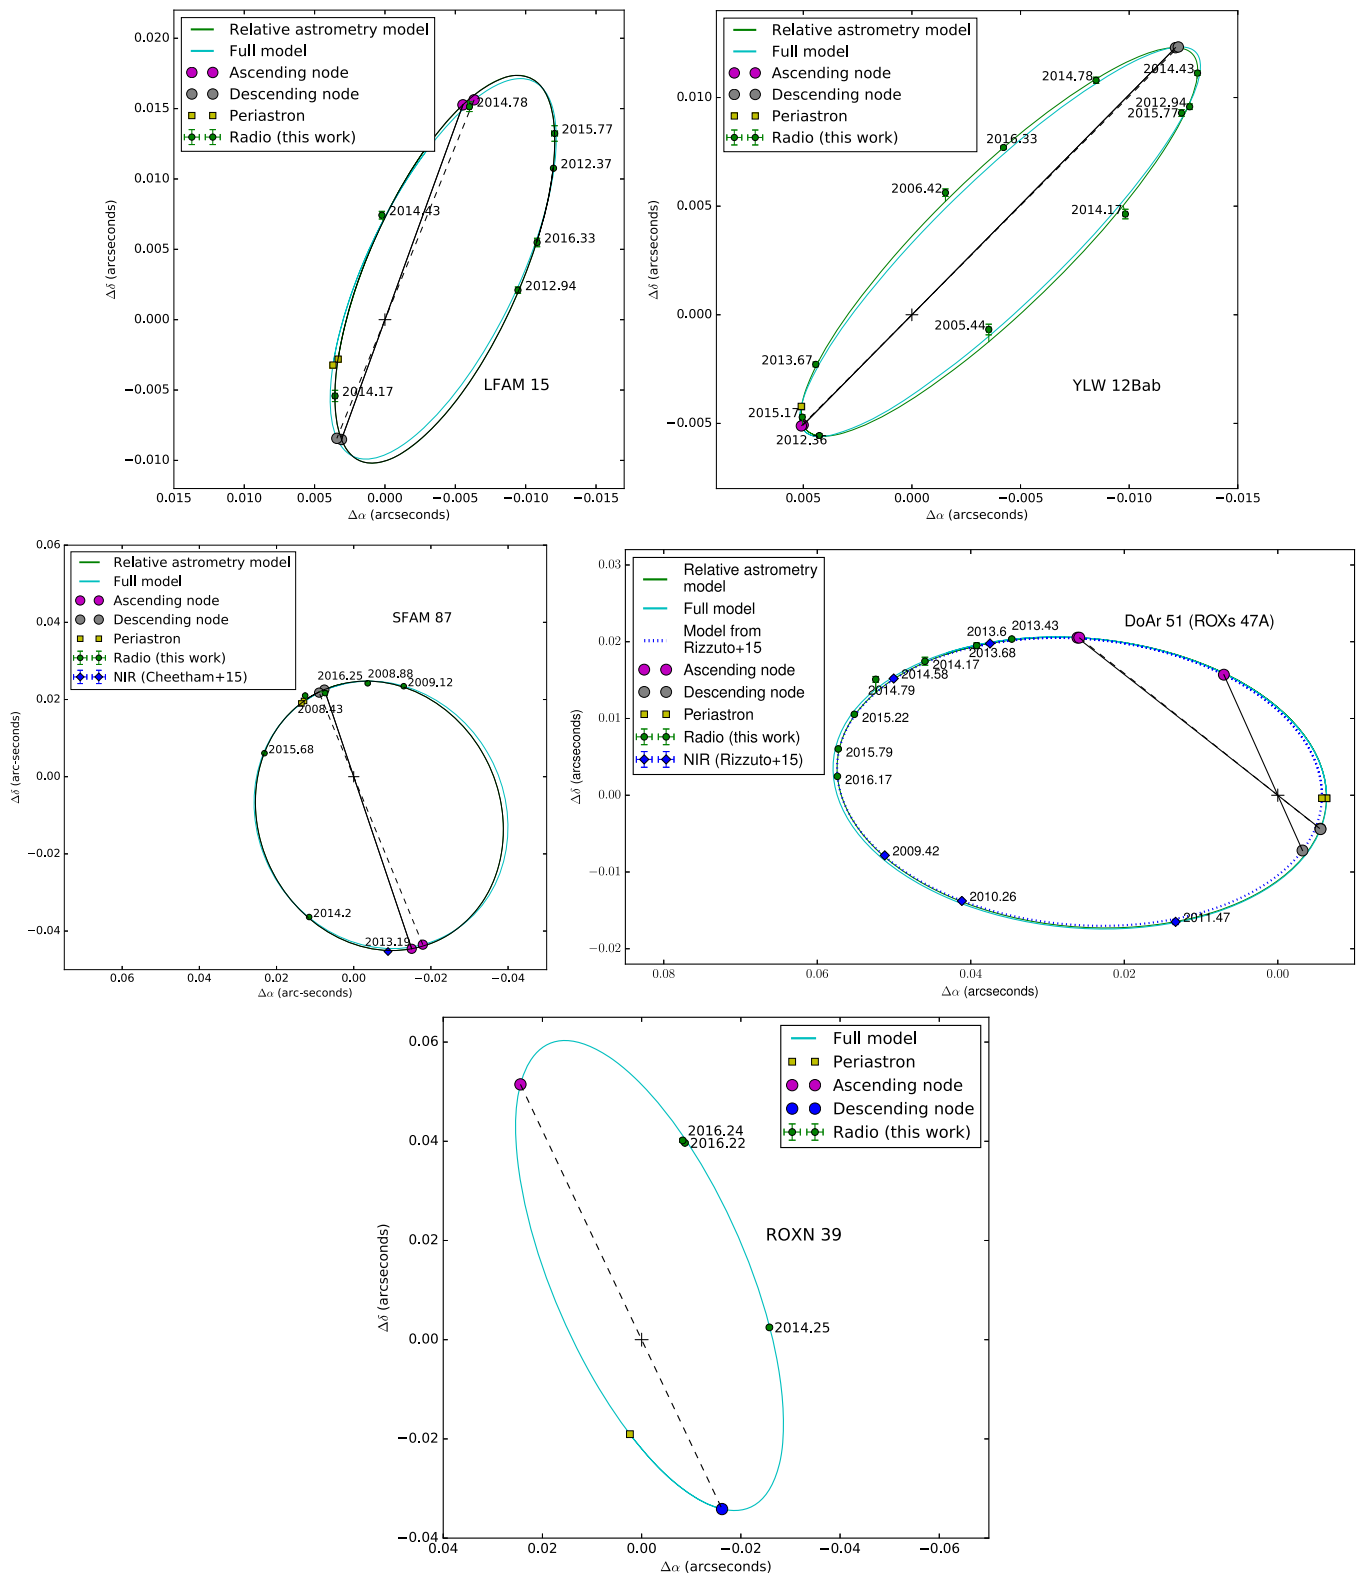 Relative astrometry model
Full model
Ascending node
Descending node
Periastron
Radio (this work)
0.020
0.015
0.010
0.005
0.000
−0.005
−0.010
Δδ (arcseconds)
2014.78
2015.77
2012.37
2014.43
2016.33
2012.94
2014.17
LFAM 15
0.015 0.010 0.005 0.000 −0.005 −0.010 −0.015
Δα (arcseconds)
Relative astrometry model
Full model
Ascending node
Descending node
Periastron
Radio (this work)
0.010
0.005
0.000
−0.005
Δδ (arcseconds)
2014.78
2014.43
2012.94
2015.77
2016.33
2006.42
2014.17
2005.44
2013.67
2015.17
2012.36
YLW 12Bab
0.005 0.000 −0.005 −0.010 −0.015
Δα (arcseconds)
Relative astrometry model
Full model
Ascending node
Descending node
Periastron
Radio (this work)
NIR (Cheetham+15)
0.06
0.04
0.02
0.00
−0.02
−0.04
Δδ (arc-seconds)
SFAM 87
2016.25
2008.88
2009.12
2008.43
2015.68
2014.2
2013.19
0.06 0.04 0.02 0.00 −0.02 −0.04
Δα (arc-seconds)
Relative astrometry
model
Full model
Model from
Rizzuto+15
Ascending node
Descending node
Periastron
Radio (this work)
NIR (Rizzuto+15)
0.03
0.02
0.01
0.00
−0.01
−0.02
Δδ (arcseconds)
DoAr 51 (ROXs 47A)
2013.6
2013.43
2013.68
2014.17
2014.58
2014.79
2015.22
2015.79
2016.17
2009.42
2010.26
2011.47
0.08 0.06 0.04 0.02 0.00
Δα (arcseconds)
Full model
Periastron
Ascending node
Descending node
Radio (this work)
0.06
0.04
0.02
0.00
−0.02
−0.04
Δδ (arcseconds)
2016.24
2016.22
ROXN 39
2014.25
0.04 0.02 0.00 −0.02 −0.04 −0.06
Δα (arcseconds)